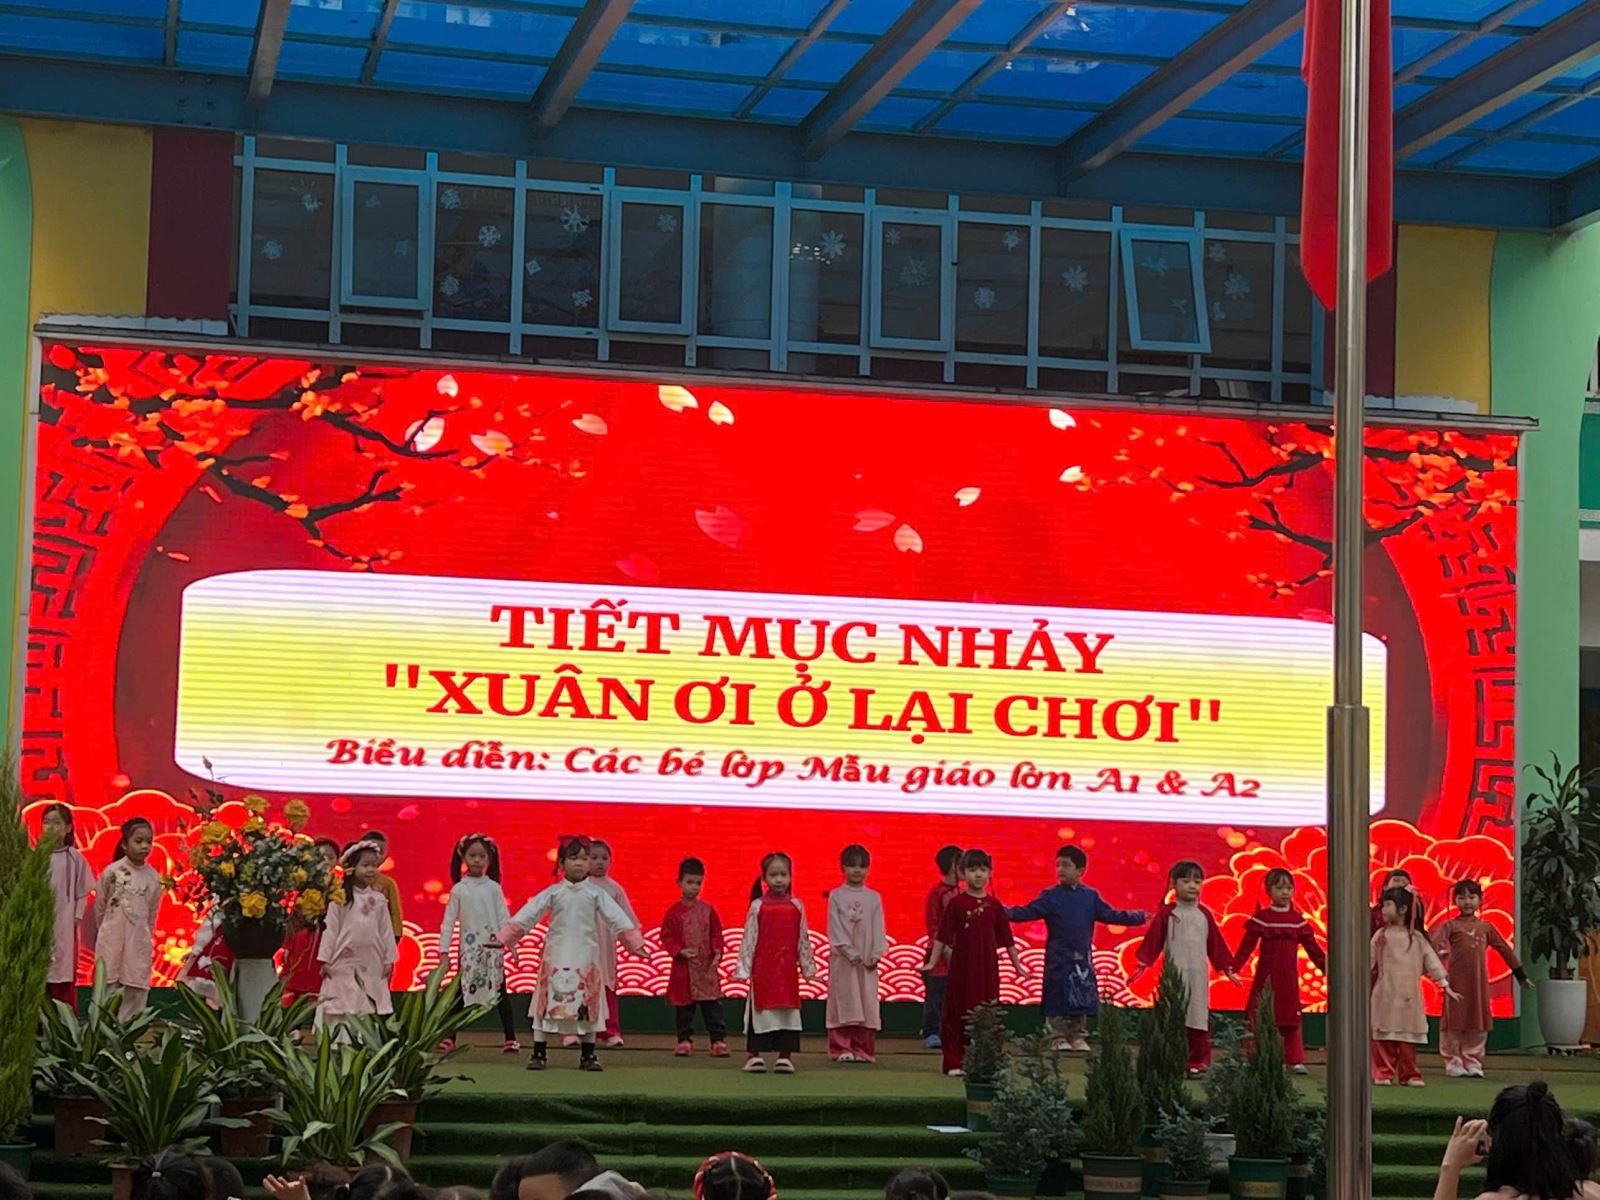 TIẾT MỤC NHẢY
"XUÂN ƠI Ở LẠI CHƠI"
Biểu diễn: Các bé lớp Mẫu giáo lớn A1 & A2